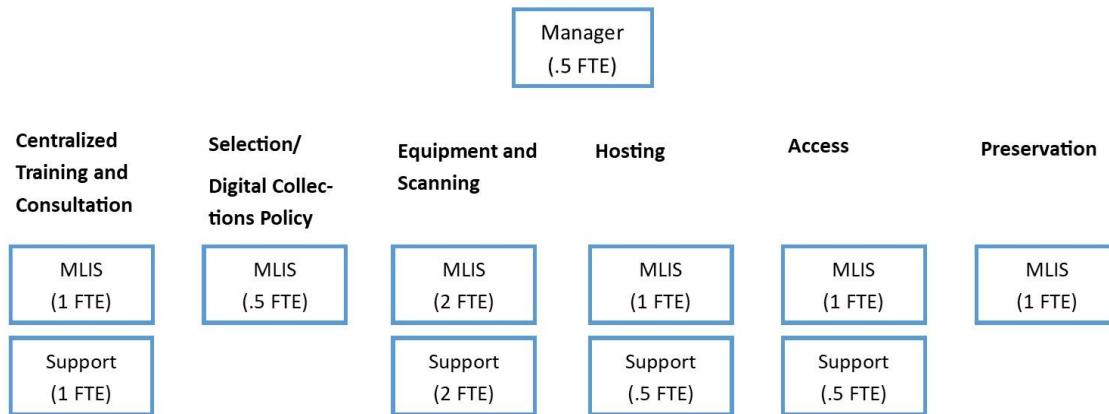 Manager
(.5 FTE)
Centralized
Training and
Consultation
Selection/
Digital Collec-
tions Policy
Equipment and
Scanning
Hosting
Access
Preservation
MLIS
(1 FTE)
MLIS
(.5 FTE)
MLIS
(2 FTE)
MLIS
(1 FTE)
MLIS
(1 FTE)
MLIS
(1 FTE)
Support
(1 FTE)
Support
(2 FTE)
Support
(.5 FTE)
Support
(.5 FTE)